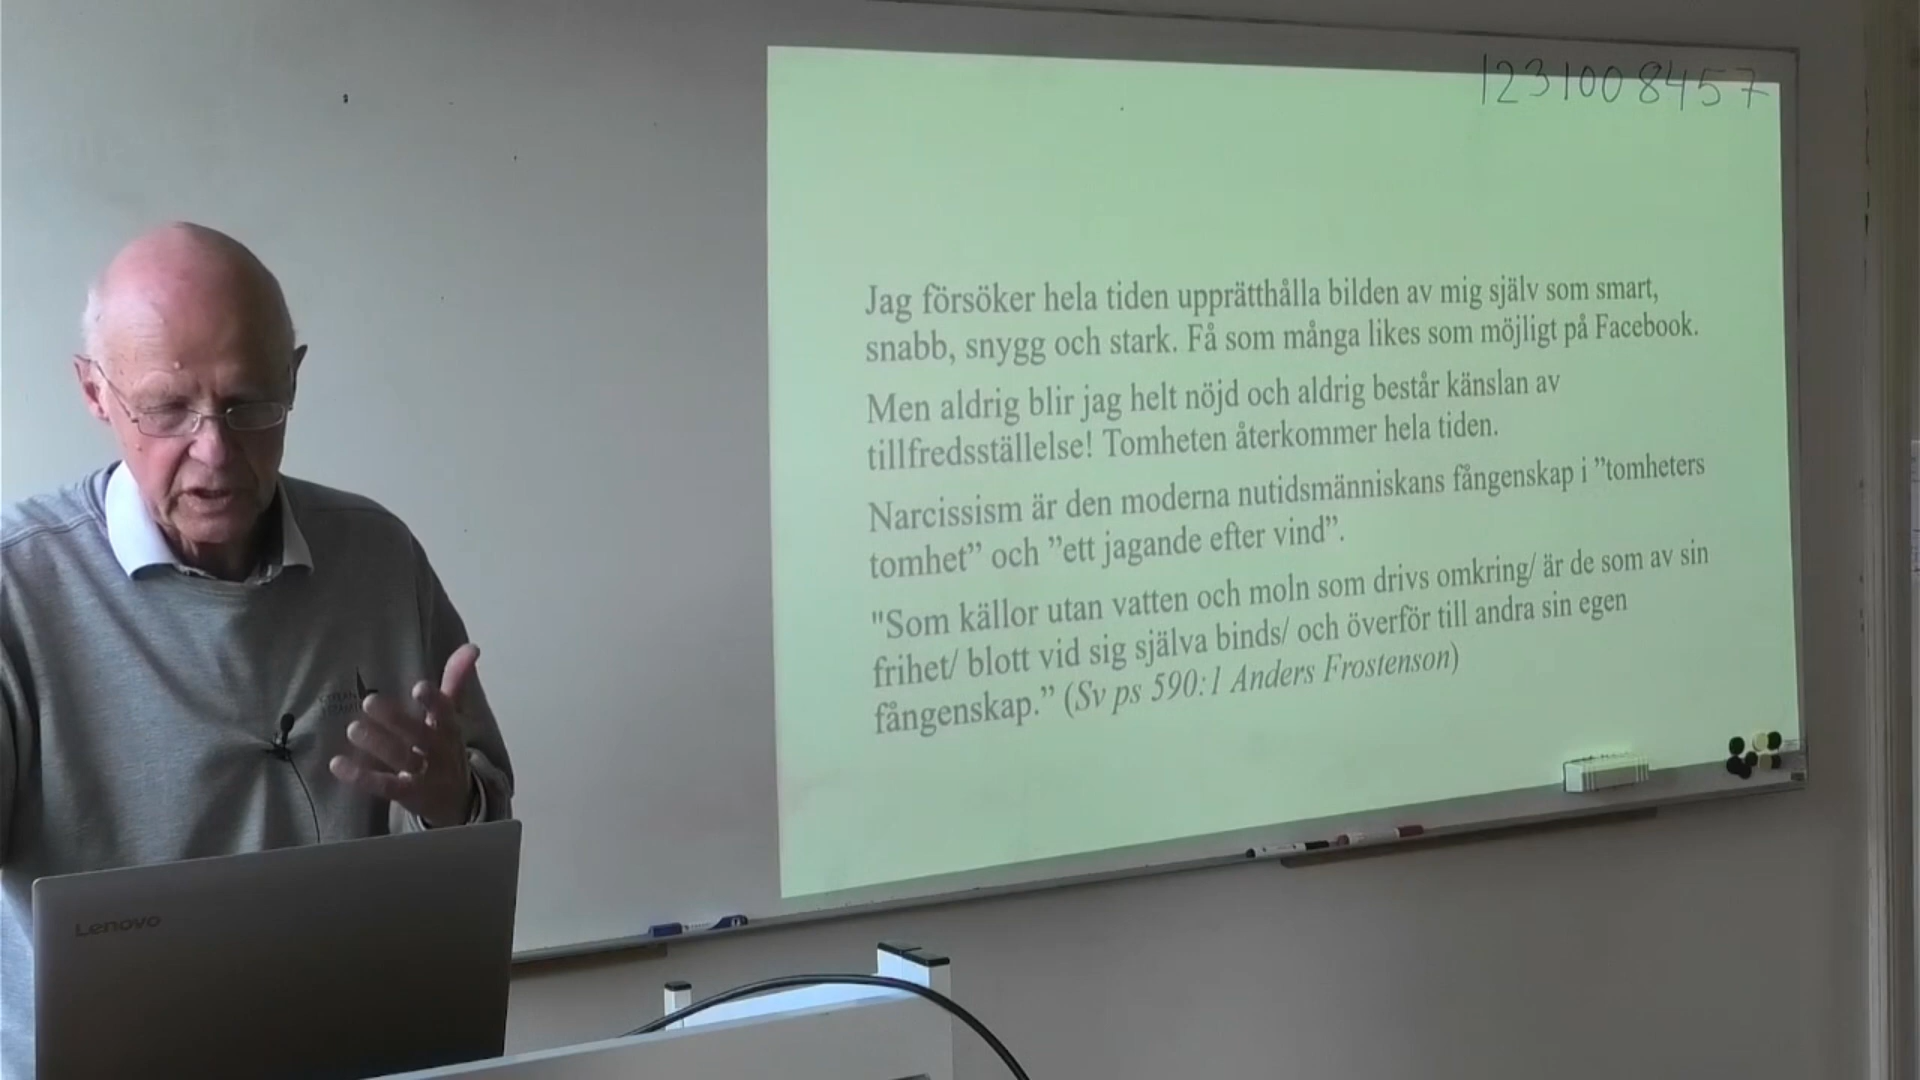 1231008457
Jag försöker hela tiden upprätthålla bilden av mig själv som smart,
snabb, snygg och stark. Få som många likes som möjligt på Facebook.
Men aldrig blir jag helt nöjd och aldrig består känslan av
tillfredsställelse! Tomheten återkommer hela tiden.
Narcissism är den moderna nutidsmänniskans fångenskap i ”tomheters
tomhet” och ”ett jagande efter vind”.
"Som källor utan vatten och moln som drivs omkring/ är de som av sin
frihet/ blott vid sig själva binds/ och överför till andra sin egen
fångenskap.” (Sv ps 590:1 Anders Frostenson)
Lenovo